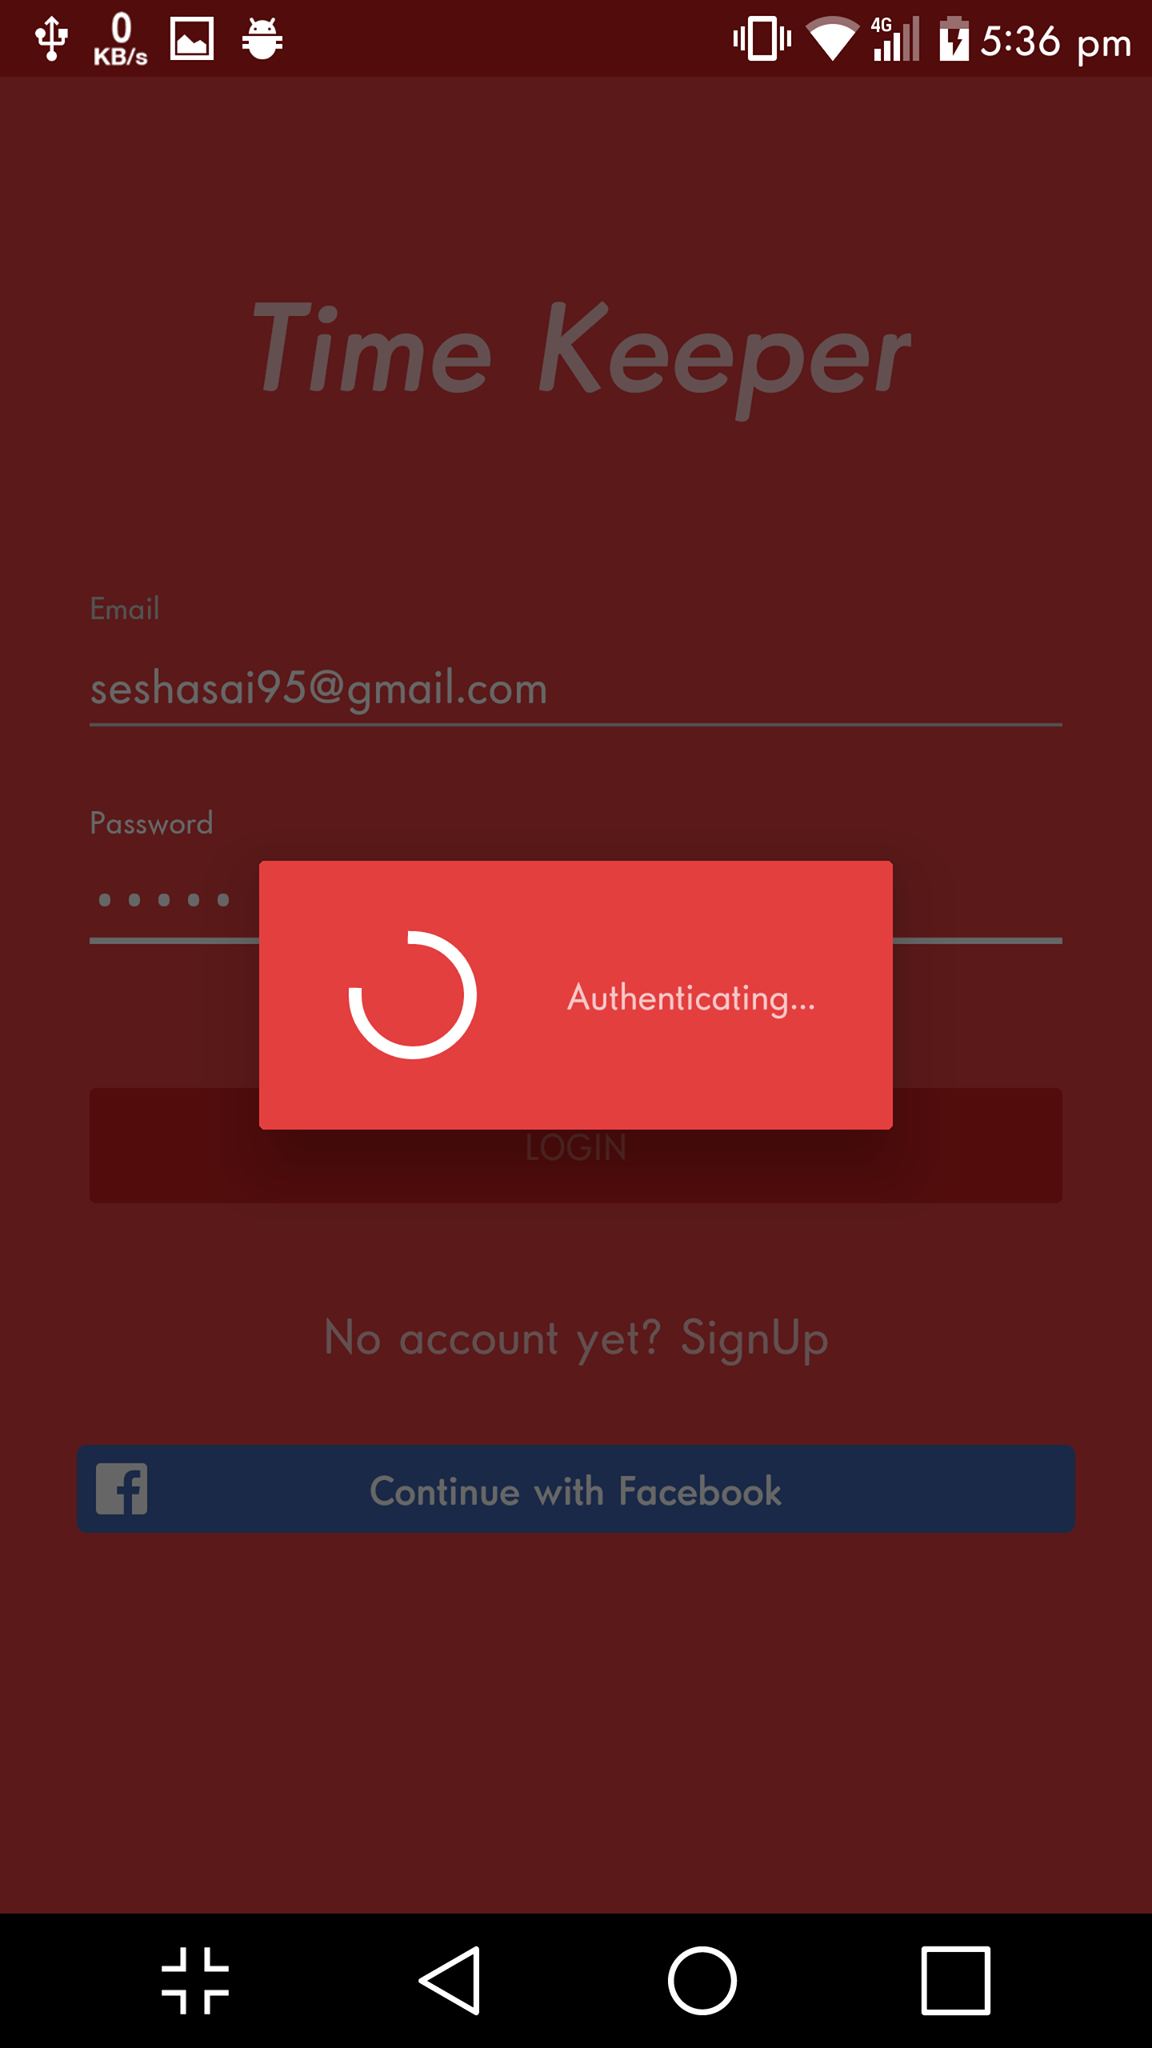 0
KB/s
4G
5:36 pm
Time Keeper
Email
seshasai95@gmail.com
Password
•••••
Authenticating...
LOGIN
No account yet? SignUp
Continue with Facebook